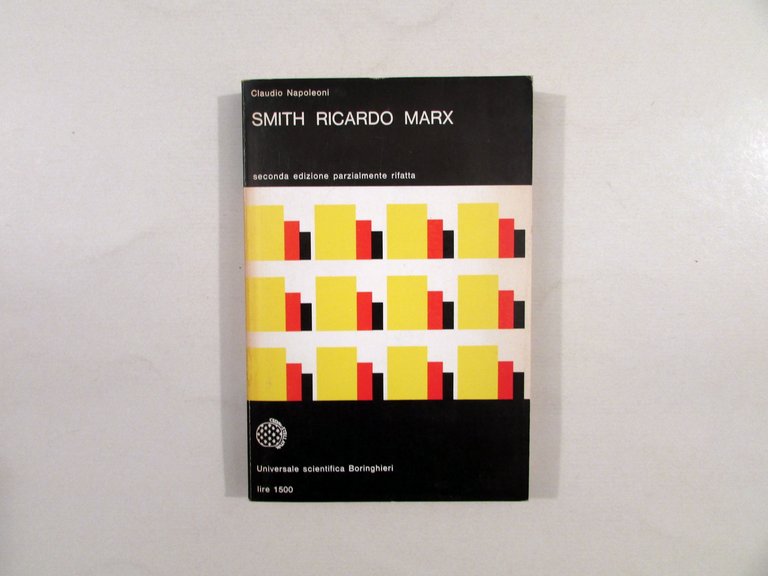 Claudio Napoleoni
SMITH RICARDO MARX
seconda edizione parzialmente rifatta
Universale scientifica Boringhieri
lire 1500